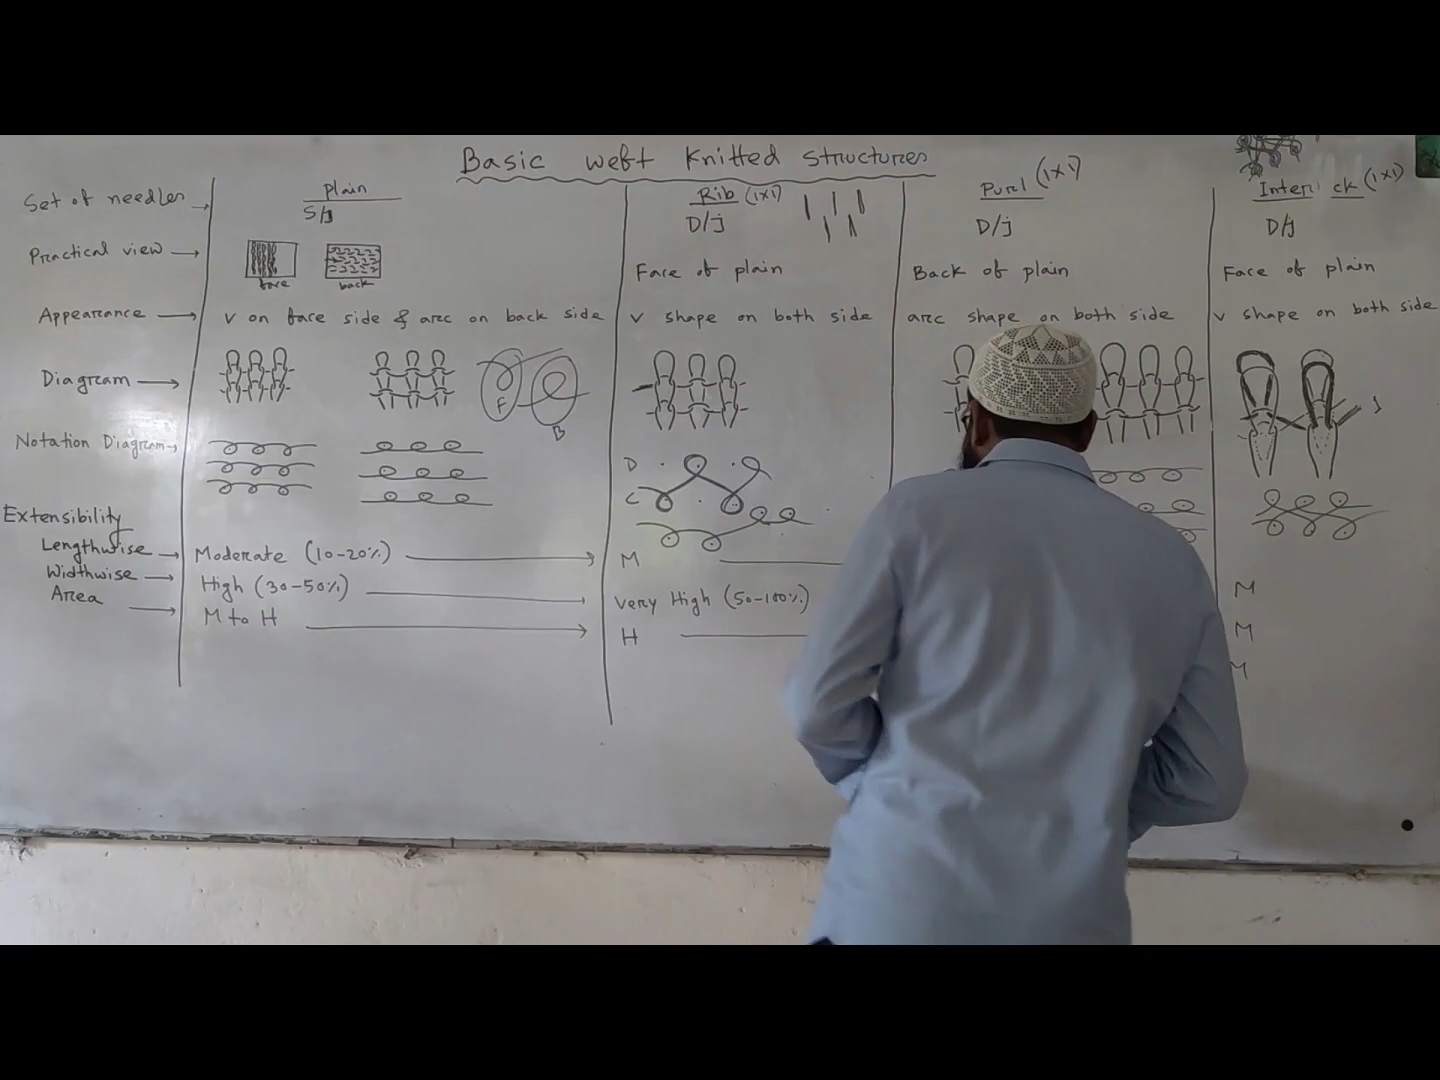 Basic weft Knitted structures
Set of needles
plain
S/J
Rib (1x1)
D/j
Purl (1x1)
D/j
Interl ck (1x1)
D/j
Practical view
face
back
Face of plain
Back of plain
Face of plain
Appearance
v on face side & arc on back side
v shape on both side
arc shape on both side
v shape on both side
Diagram
F
B
Notation Diagram
D
C
Extensibility
Lengthwise
Moderate (10-20%)
M
M
Widthwise
High (30-50%)
Very High (50-100%)
M
Area
M to H
H
M